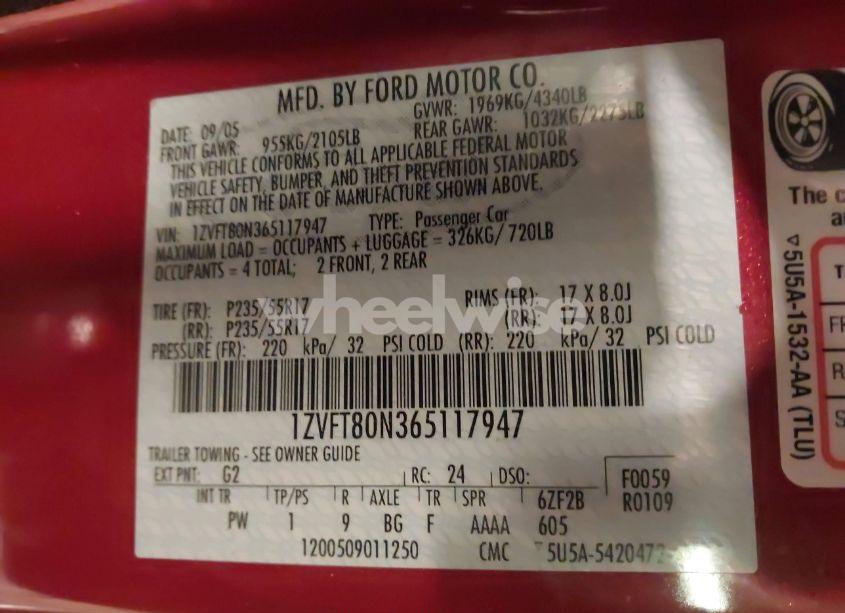 MFD. BY FORD MOTOR CO.
DATE: 09/05 GVWR: 1969KG/4340LB
FRONT GAWR: 955KG/2105LB REAR GAWR: 1032KG/2275LB
THIS VEHICLE CONFORMS TO ALL APPLICABLE FEDERAL MOTOR
VEHICLE SAFETY, BUMPER, AND THEFT PREVENTION STANDARDS
IN EFFECT ON THE DATE OF MANUFACTURE SHOWN ABOVE.
VIN: 1ZVFT80N365117947 TYPE: Passenger Car
MAXIMUM LOAD = OCCUPANTS + LUGGAGE = 326KG/720LB
OCCUPANTS = 4 TOTAL; 2 FRONT, 2 REAR
TIRE (FR): P235/55R17 RIMS (FR): 17 X 8.0J
(RR): P235/55R17 (RR): 17 X 8.0J
wheelwise
PRESSURE (FR): 220 kPa/ 32 PSI COLD (RR): 220 kPa/ 32 PSI COLD
1ZVFT80N365117947
TRAILER TOWING - SEE OWNER GUIDE
EXT PNT: G2 RC: 24 DSO: F0059
INT TR TP/PS R AXLE TR SPR 6ZF2B R0109
PW 1 9 BG F AAAA 605
1200509011250 CMC 5U5A-5420472-
The c
a
▽5U5A-1532-AA (TLU)
T
F
R
S